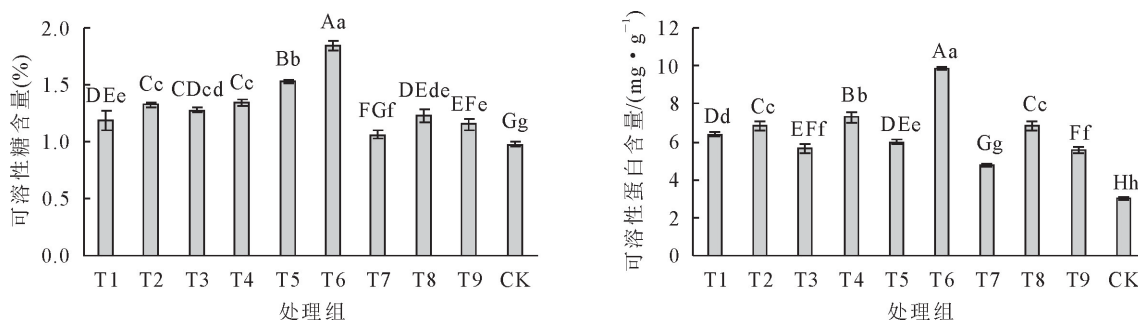 可溶性糖含量(%)
2.0
1.5
1.0
0.5
0.0
DEe
Cc
CDcd
Cc
Bb
Aa
FGf
DEde
EFe
Gg
T1 T2 T3 T4 T5 T6 T7 T8 T9 CK
处理组
可溶性蛋白含量/(mg·g⁻¹)
12
10
8
6
4
2
0
Dd
Cc
EFf
Bb
DEe
Aa
Gg
Cc
Ff
Hh
T1 T2 T3 T4 T5 T6 T7 T8 T9 CK
处理组